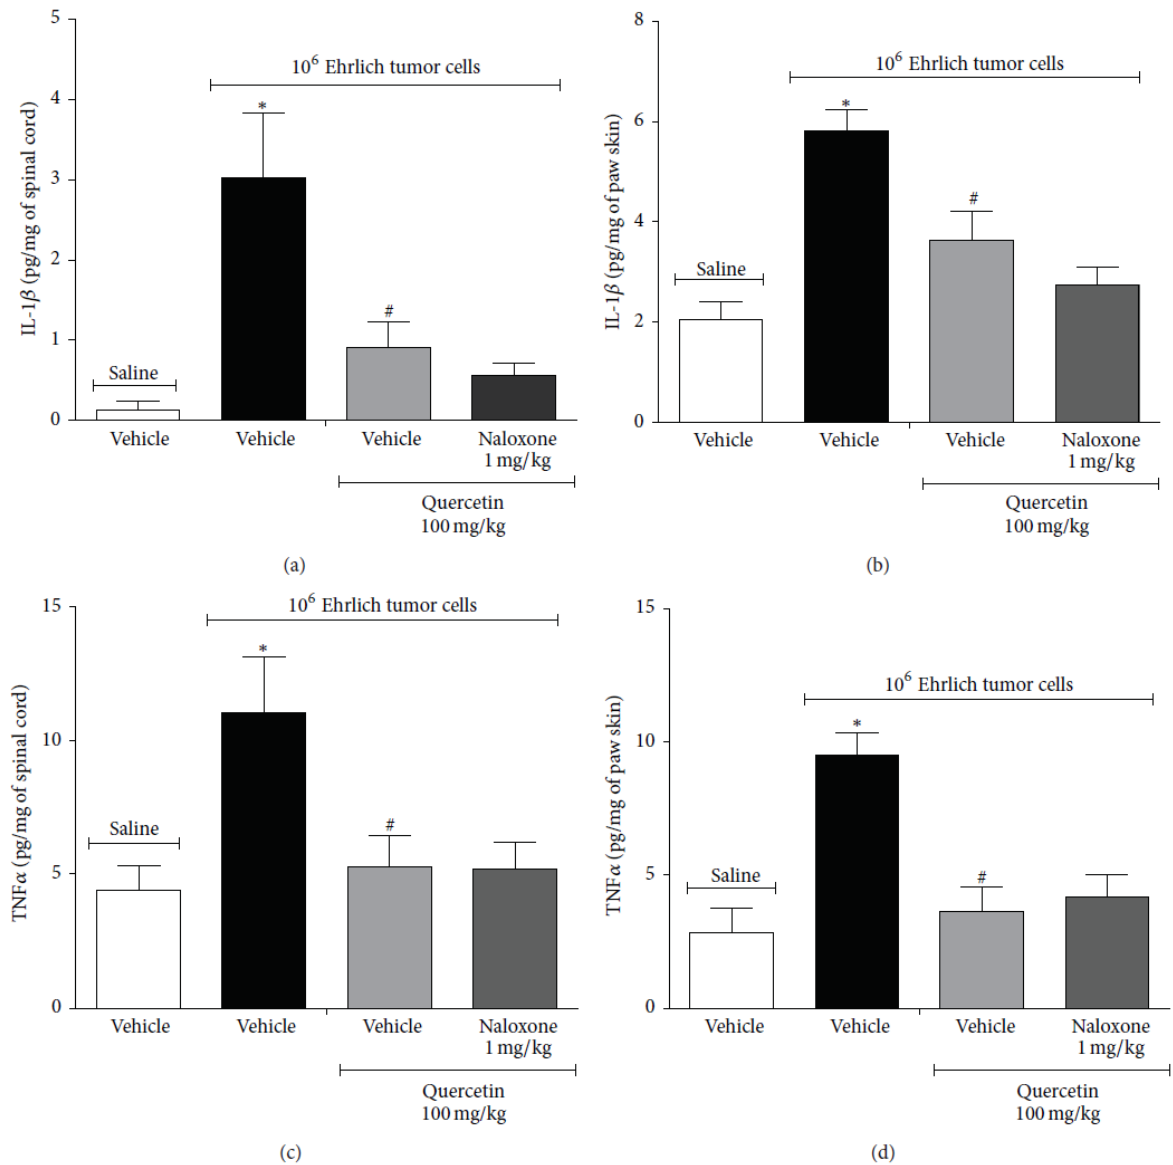 5
4
3
2
1
0
IL-1β (pg/mg of spinal cord)
10⁶ Ehrlich tumor cells
*
#
Saline
Vehicle
Vehicle
Vehicle
Naloxone
1 mg/kg
Quercetin
100 mg/kg
(a)
8
6
4
2
0
IL-1β (pg/mg of paw skin)
10⁶ Ehrlich tumor cells
*
#
Saline
Vehicle
Vehicle
Vehicle
Naloxone
1 mg/kg
Quercetin
100 mg/kg
(b)
15
10
5
0
TNFα (pg/mg of spinal cord)
10⁶ Ehrlich tumor cells
*
#
Saline
Vehicle
Vehicle
Vehicle
Naloxone
1 mg/kg
Quercetin
100 mg/kg
(c)
15
10
5
0
TNFα (pg/mg of paw skin)
10⁶ Ehrlich tumor cells
*
#
Saline
Vehicle
Vehicle
Vehicle
Naloxone
1 mg/kg
Quercetin
100 mg/kg
(d)